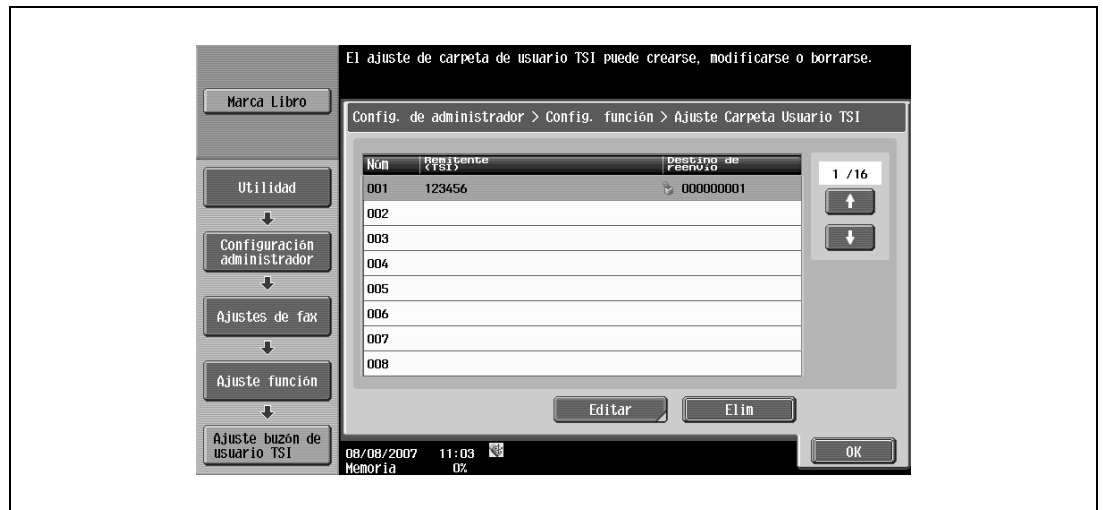 El ajuste de carpeta de usuario TSI puede crearse, modificarse o borrarse.
Marca Libro
Config. de administrador > Config. función > Ajuste Carpeta Usuario TSI
Núm
Remitente
(TSI)
Destino de
reenvío
1 /16
001 123456 000000001
002
003
004
005
006
007
008
Utilidad
Configuración
administrador
Ajustes de fax
Ajuste función
Ajuste buzón de
usuario TSI
Editar
Elim
08/08/2007 11:03
Memoria 0%
OK